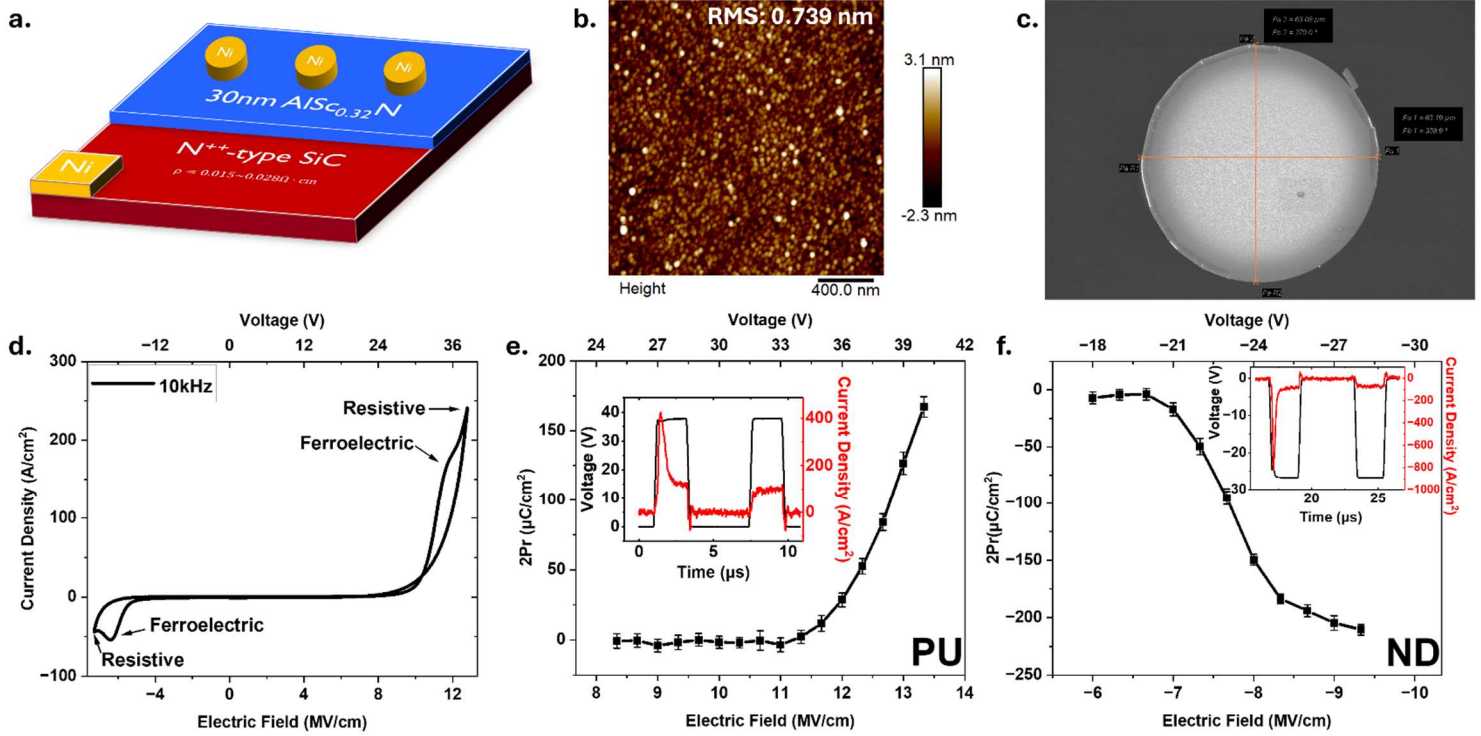 a.
Ni
Ni
Ni
30nm AlSc0.32N
N++-type SiC
ρ = 0.015~0.028Ω · cm
Ni
b.
RMS: 0.739 nm
3.1 nm
-2.3 nm
Height
400.0 nm
c.
Pa 1
Pa R1
d.
Voltage (V)
−12 0 12 24 36
300
200
100
0
−100
Current Density (A/cm2)
10kHz
Resistive
Ferroelectric
Ferroelectric
Resistive
−4 0 4 8 12
Electric Field (MV/cm)
e.
Voltage (V)
24 27 30 33 36 39 42
200
150
100
50
0
2Pr (μC/cm2)
40
30
20
10
0
Voltage (V)
400
200
0
Current Density (A/cm2)
0 5 10
Time (μs)
PU
8 9 10 11 12 13 14
Electric Field (MV/cm)
f.
Voltage (V)
−18 −21 −24 −27 −30
0
−50
−100
−150
−200
−250
2Pr(μC/cm2)
0
−10
−20
−30
Voltage (V)
0
−200
−400
−600
−800
−1000
Current Density (A/cm2)
20 25
Time (μs)
ND
−6 −7 −8 −9 −10
Electric Field (MV/cm)